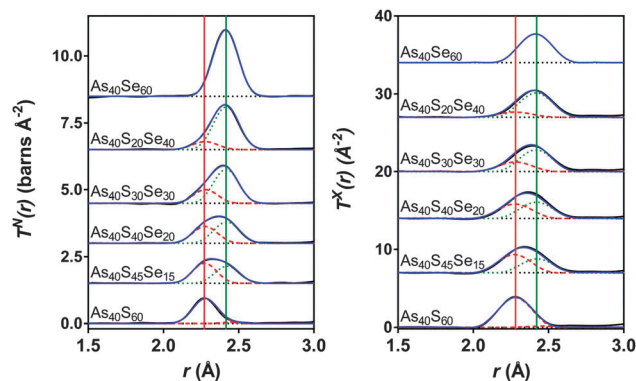 T^N(r) (barns Å⁻²)
10.0
7.5
5.0
2.5
0.0
As₄₀Se₆₀
As₄₀S₂₀Se₄₀
As₄₀S₃₀Se₃₀
As₄₀S₄₀Se₂₀
As₄₀S₄₅Se₁₅
As₄₀S₆₀
1.5 2.0 2.5 3.0
r (Å)
T^X(r) (Å⁻²)
40
30
20
10
0
As₄₀Se₆₀
As₄₀S₂₀Se₄₀
As₄₀S₃₀Se₃₀
As₄₀S₄₀Se₂₀
As₄₀S₄₅Se₁₅
As₄₀S₆₀
1.5 2.0 2.5 3.0
r (Å)